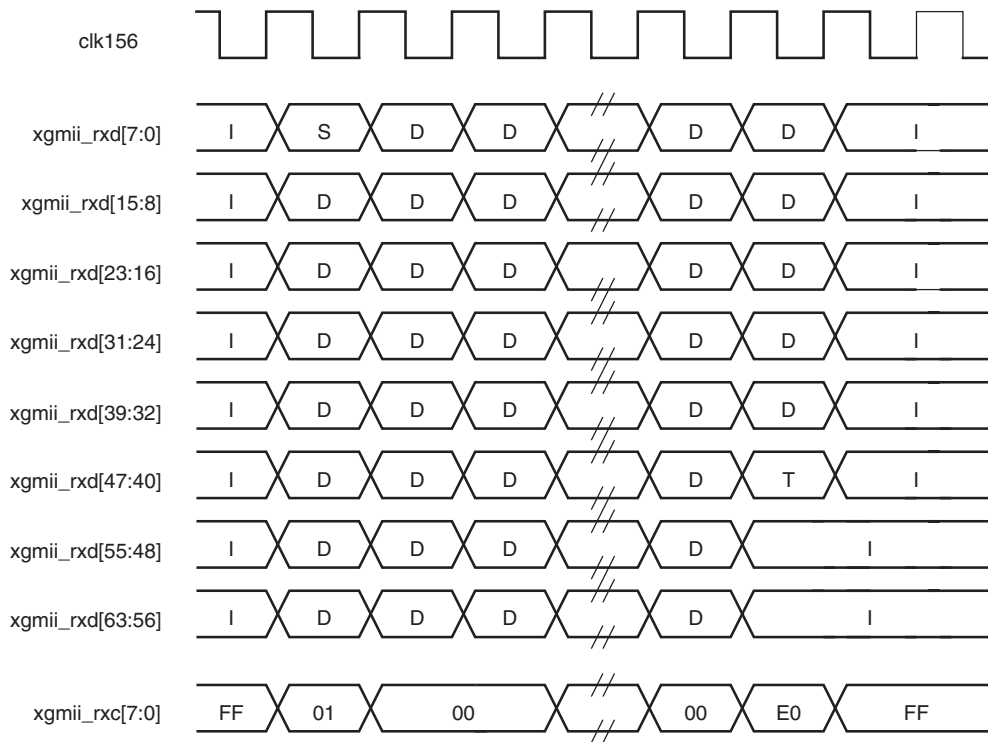 clk156
xgmii_rxd[7:0] I S D D D D I
xgmii_rxd[15:8] I D D D D D I
xgmii_rxd[23:16] I D D D D D I
xgmii_rxd[31:24] I D D D D D I
xgmii_rxd[39:32] I D D D D D I
xgmii_rxd[47:40] I D D D D T I
xgmii_rxd[55:48] I D D D D I
xgmii_rxd[63:56] I D D D D I
xgmii_rxc[7:0] FF 01 00 00 E0 FF